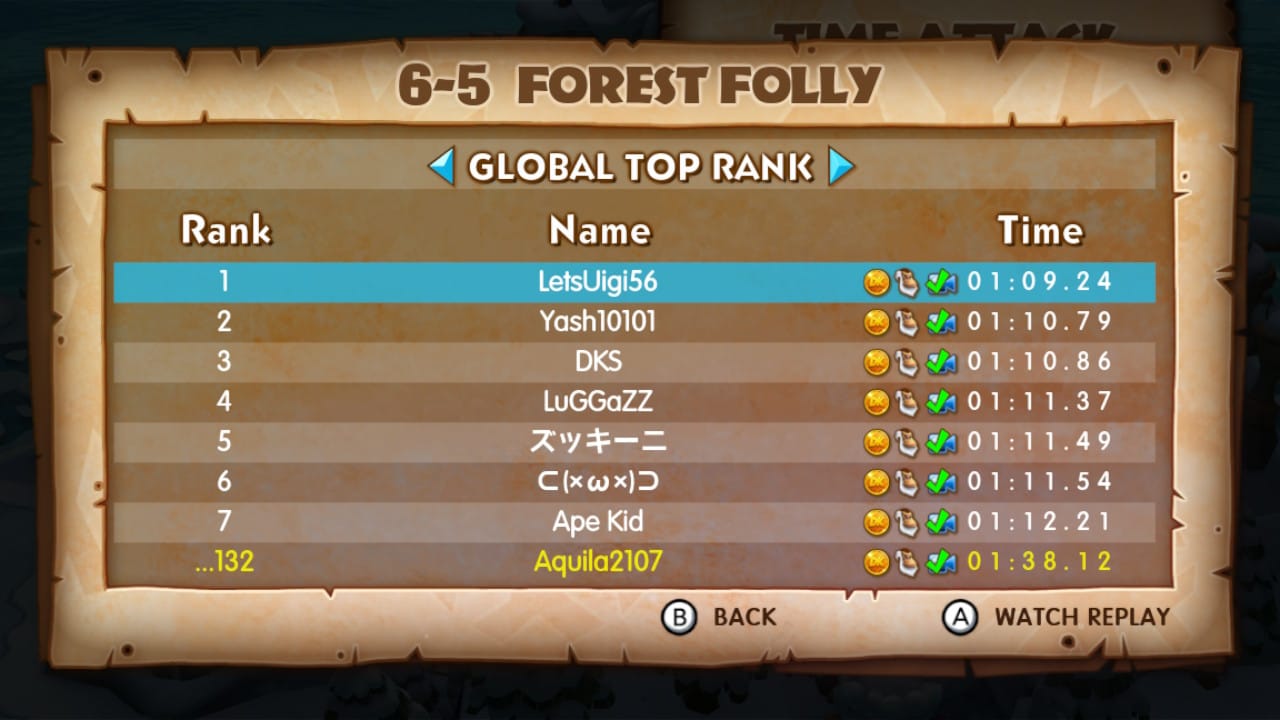 TIME ATTACK
6-5 FOREST FOLLY
GLOBAL TOP RANK
Rank Name Time
1 LetsUigi56 01:09.24
2 Yash10101 01:10.79
3 DKS 01:10.86
4 LuGGaZZ 01:11.37
5 ズッキーニ 01:11.49
6 ⊂(×ω×)⊃ 01:11.54
7 Ape Kid 01:12.21
...132 Aquila2107 01:38.12
B BACK A WATCH REPLAY